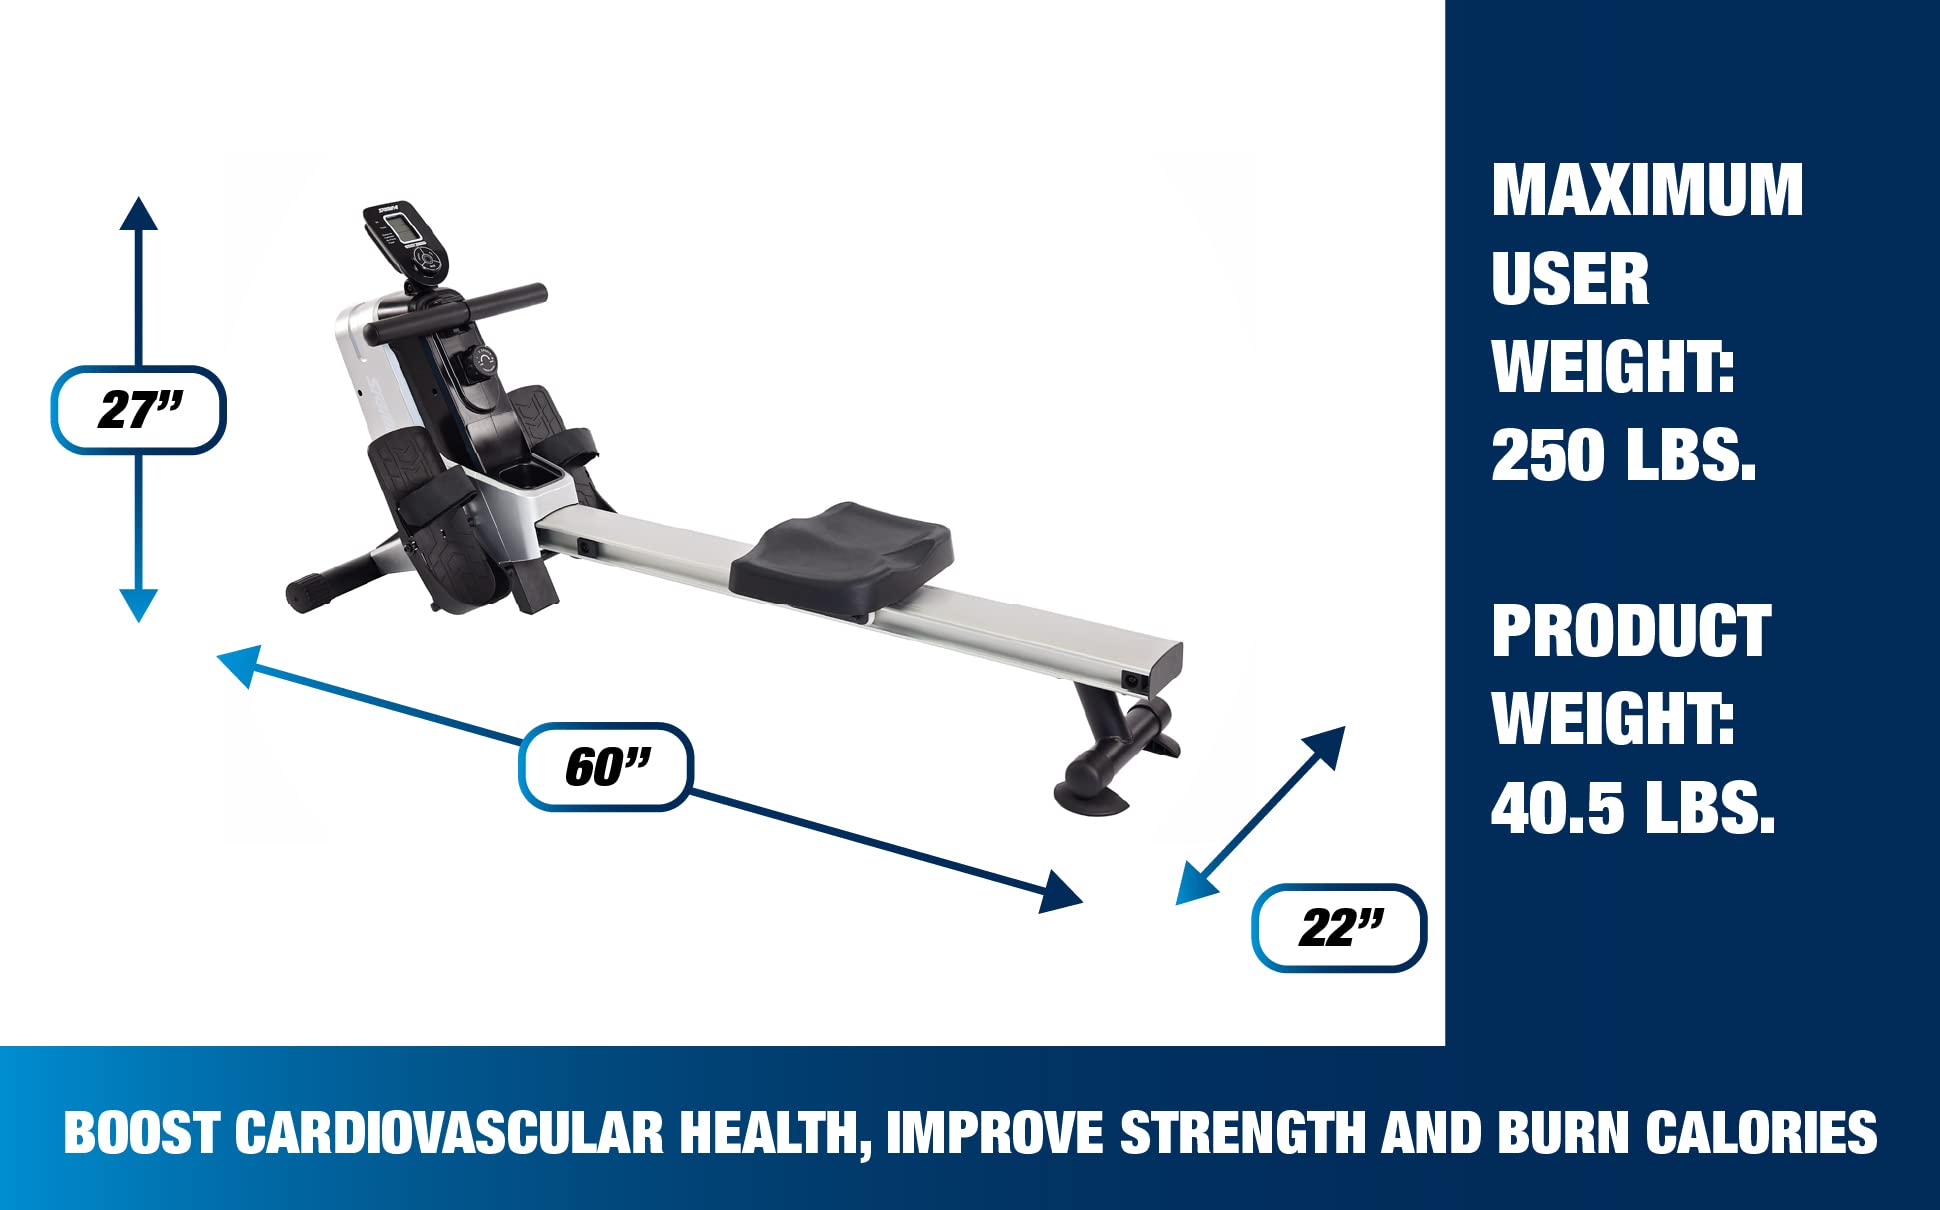 27”
60”
22”
MAXIMUM
USER
WEIGHT:
250 LBS.
PRODUCT
WEIGHT:
40.5 LBS.
BOOST CARDIOVASCULAR HEALTH, IMPROVE STRENGTH AND BURN CALORIES